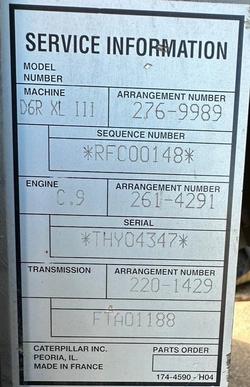 SERVICE INFORMATION
MODEL
NUMBER
MACHINE ARRANGEMENT NUMBER
D6R XL III 276-9989
SEQUENCE NUMBER
*RFC00148*
ENGINE ARRANGEMENT NUMBER
C.9 261-4291
SERIAL
*THY04347*
TRANSMISSION ARRANGEMENT NUMBER
220-1429
FTA01188
CATERPILLAR INC. PARTS ORDER
PEORIA, IL.
MADE IN FRANCE
174-4590 - H04